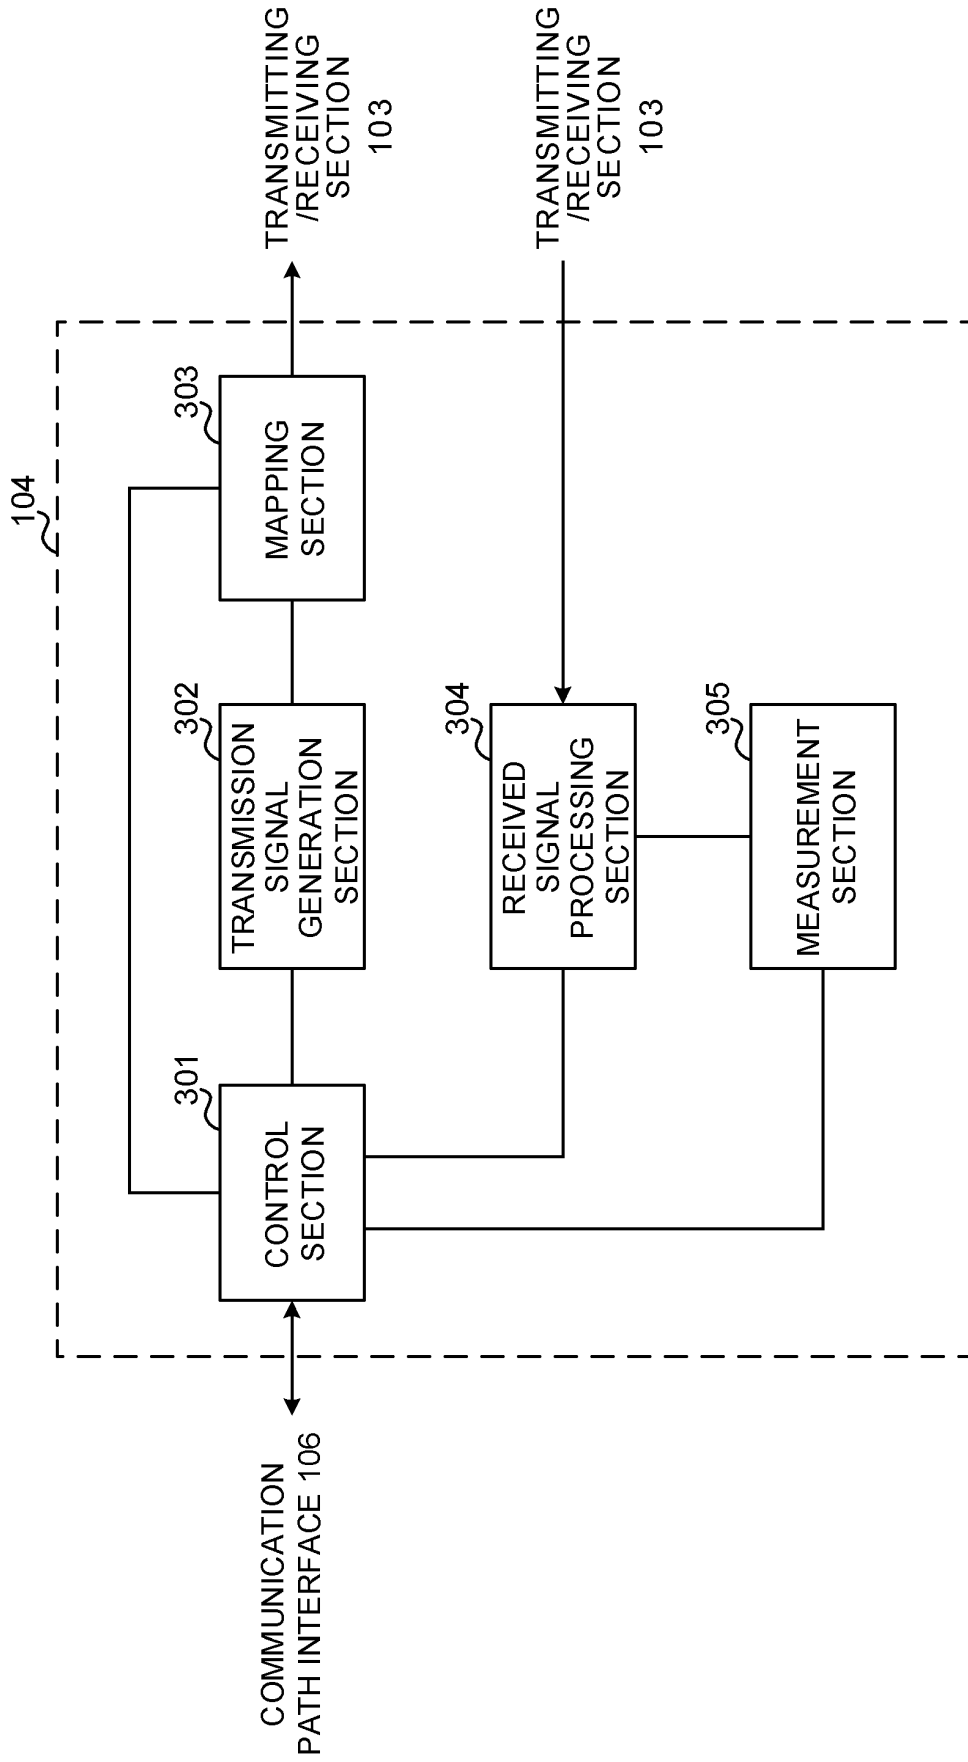 104
COMMUNICATION
PATH INTERFACE 106
301
CONTROL
SECTION
302
TRANSMISSION
SIGNAL
GENERATION
SECTION
303
MAPPING
SECTION
TRANSMITTING
/RECEIVING
SECTION
103
304
RECEIVED
SIGNAL
PROCESSING
SECTION
TRANSMITTING
/RECEIVING
SECTION
103
305
MEASUREMENT
SECTION